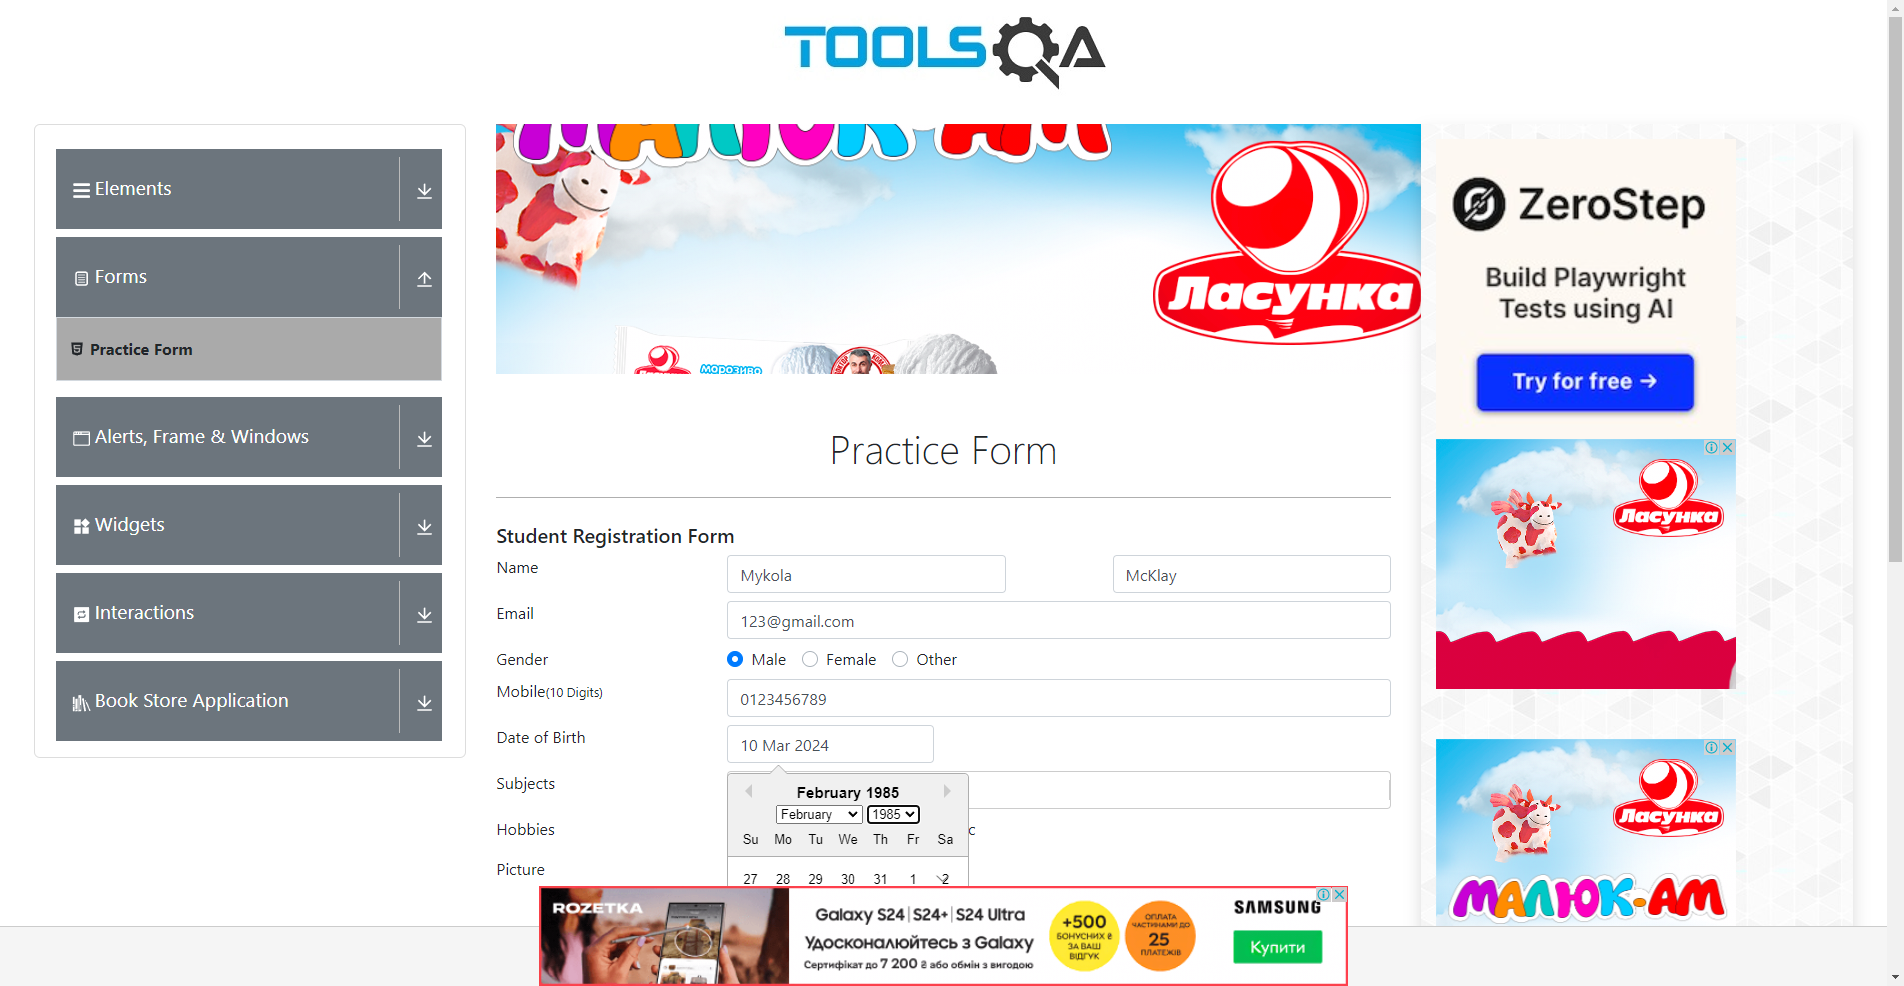 TOOLSQA
Elements
Forms
Practice Form
Alerts, Frame & Windows
Widgets
Interactions
Book Store Application
МАЛЮК-АМ
Ласунка
МОРОЗИВО
Practice Form
Student Registration Form
Name
Mykola
McKlay
Email
123@gmail.com
Gender
Male
Female
Other
Mobile(10 Digits)
0123456789
Date of Birth
10 Mar 2024
Subjects
February 1985
February
1985
Su Mo Tu We Th Fr Sa
27 28 29 30 31 1 2
Hobbies
c
Picture
ZeroStep
Build Playwright
Tests using AI
Try for free →
Ласунка
Ласунка
МАЛЮК-АМ
ROZETKA
Galaxy S24 | S24+ | S24 Ultra
Удосконалюйтесь з Galaxy
Сертифікат до 7 200 ₴ або обмін з вигодою
+500
БОНУСНИХ ₴
ЗА ВАШ
ВІДГУК
ОПЛАТА
ЧАСТИНАМИ ДО
25
ПЛАТЕЖІВ
SAMSUNG
Купити